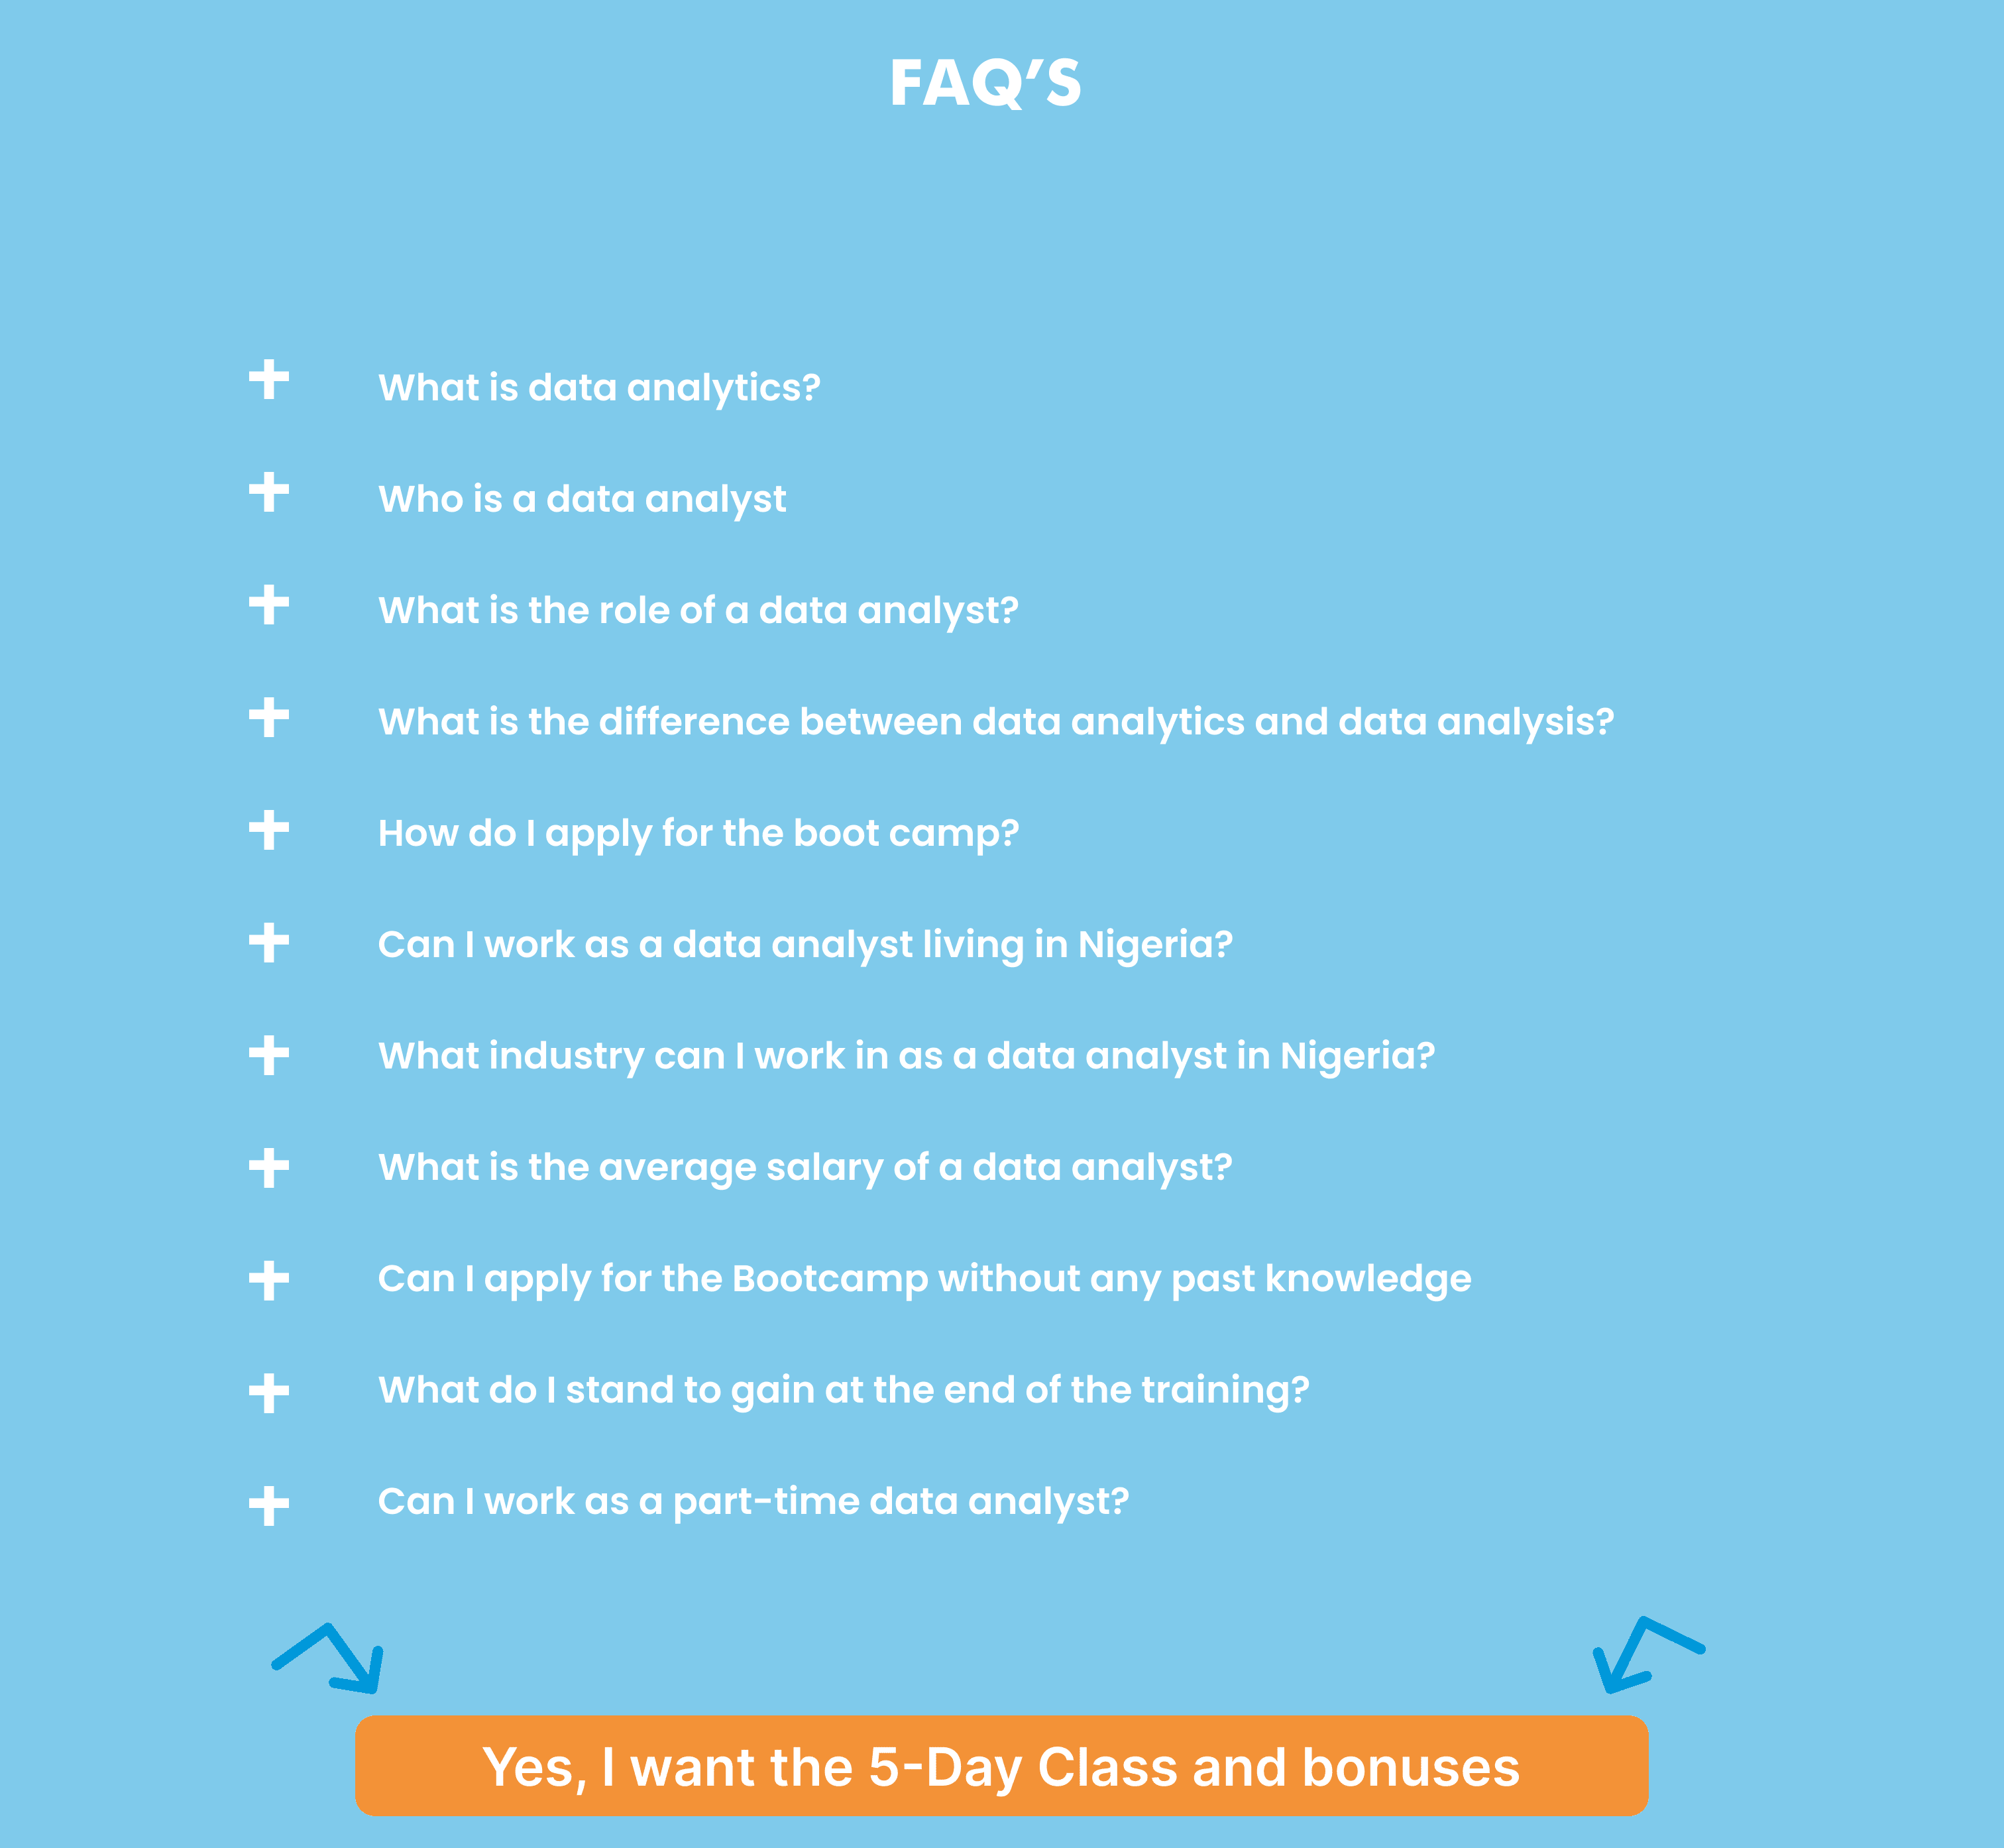 FAQ’S
What is data analytics?
Who is a data analyst
What is the role of a data analyst?
What is the difference between data analytics and data analysis?
How do I apply for the boot camp?
Can I work as a data analyst living in Nigeria?
What industry can I work in as a data analyst in Nigeria?
What is the average salary of a data analyst?
Can I apply for the Bootcamp without any past knowledge
What do I stand to gain at the end of the training?
Can I work as a part-time data analyst?
Yes, I want the 5-Day Class and bonuses